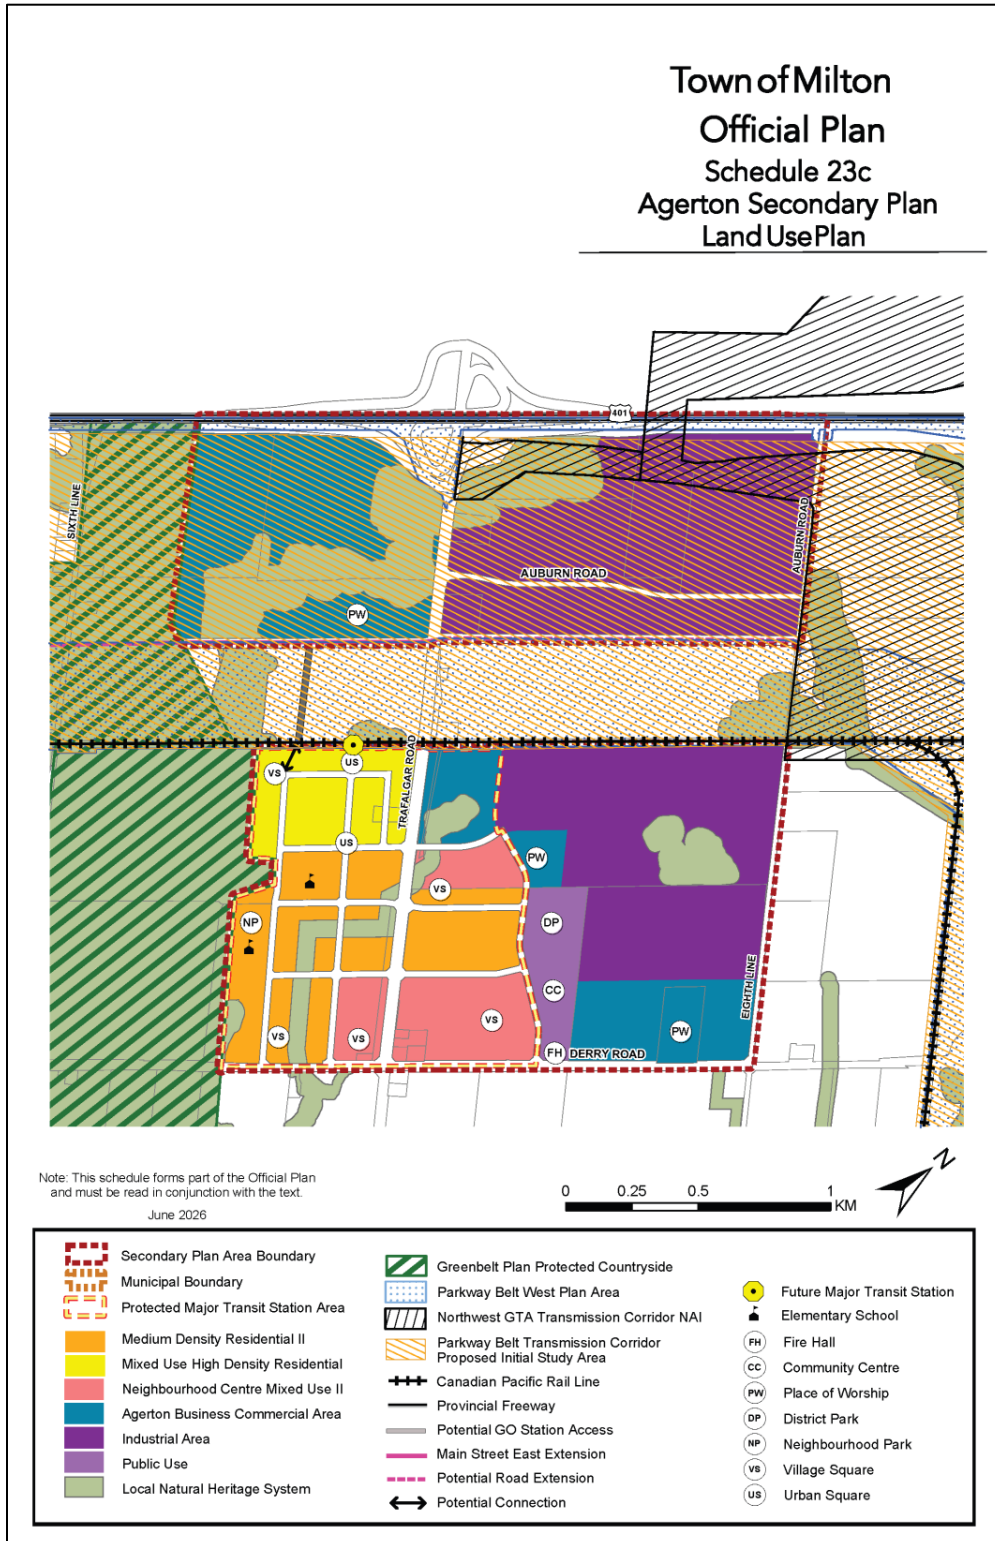 Town of Milton
Official Plan
Schedule 23c
Agerton Secondary Plan
Land Use Plan
401
SIXTH LINE
AUBURN ROAD
AUBURN ROAD
PW
TRAFALGAR ROAD
VS
US
US
PW
VS
NP
DP
CC
EIGHTH LINE
VS
VS
VS
PW
FH
DERRY ROAD
Note: This schedule forms part of the Official Plan
and must be read in conjunction with the text.
June 2026
0 0.25 0.5 1
KM
N
Secondary Plan Area Boundary
Municipal Boundary
Protected Major Transit Station Area
Medium Density Residential II
Mixed Use High Density Residential
Neighbourhood Centre Mixed Use II
Agerton Business Commercial Area
Industrial Area
Public Use
Local Natural Heritage System
Greenbelt Plan Protected Countryside
Parkway Belt West Plan Area
Northwest GTA Transmission Corridor NAI
Parkway Belt Transmission Corridor
Proposed Initial Study Area
Canadian Pacific Rail Line
Provincial Freeway
Potential GO Station Access
Main Street East Extension
Potential Road Extension
Potential Connection
Future Major Transit Station
Elementary School
FH Fire Hall
CC Community Centre
PW Place of Worship
DP District Park
NP Neighbourhood Park
VS Village Square
US Urban Square